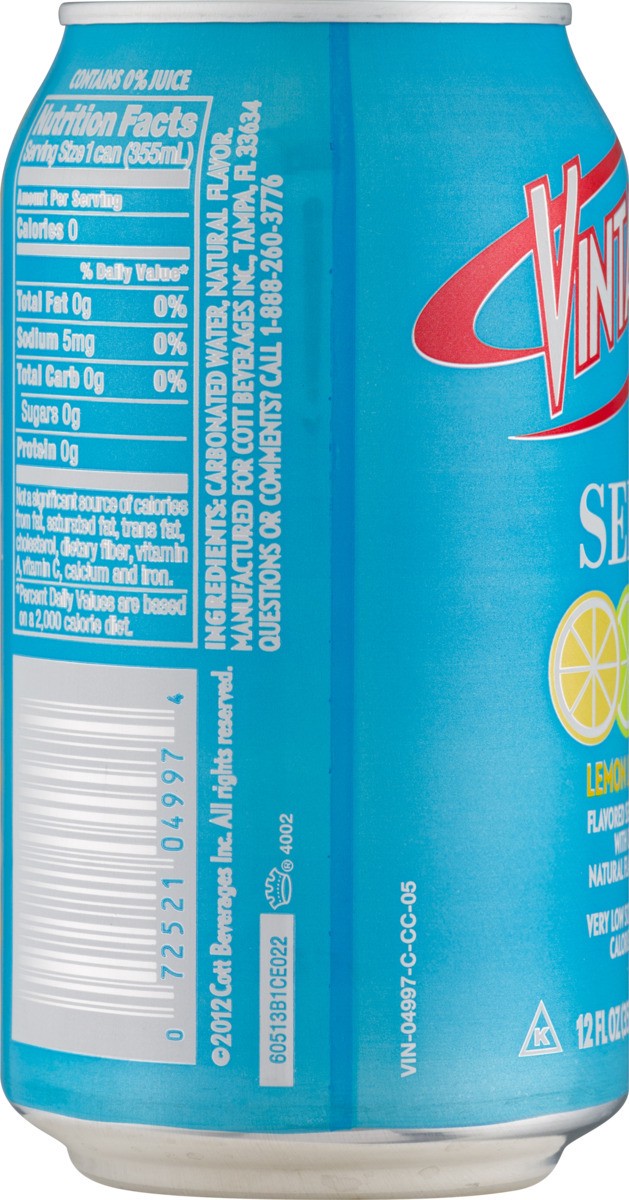 CONTAINS 0% JUICE
Nutrition Facts
Serving Size 1 can (355mL)
Amount Per Serving
Calories 0
% Daily Value*
Total Fat 0g 0%
Sodium 5mg 0%
Total Carb 0g 0%
Sugars 0g
Protein 0g
Not a significant source of calories
from fat, saturated fat, trans fat,
cholesterol, dietary fiber, vitamin
A, vitamin C, calcium and iron.
*Percent Daily Values are based
on a 2,000 calorie diet.
INGREDIENTS: CARBONATED WATER, NATURAL FLAVOR.
MANUFACTURED FOR COTT BEVERAGES INC., TAMPA, FL 33634
QUESTIONS OR COMMENTS? CALL 1-888-260-3776
0 72521 04997 4
©2012 Cott Beverages Inc. All rights reserved.
60513B1CE022
® 4002
VIN-04997-C-CC-05
VINTA
SE
LEMON
FLAVORED
WITH
NATURAL
VERY LOW
12 FL OZ
K